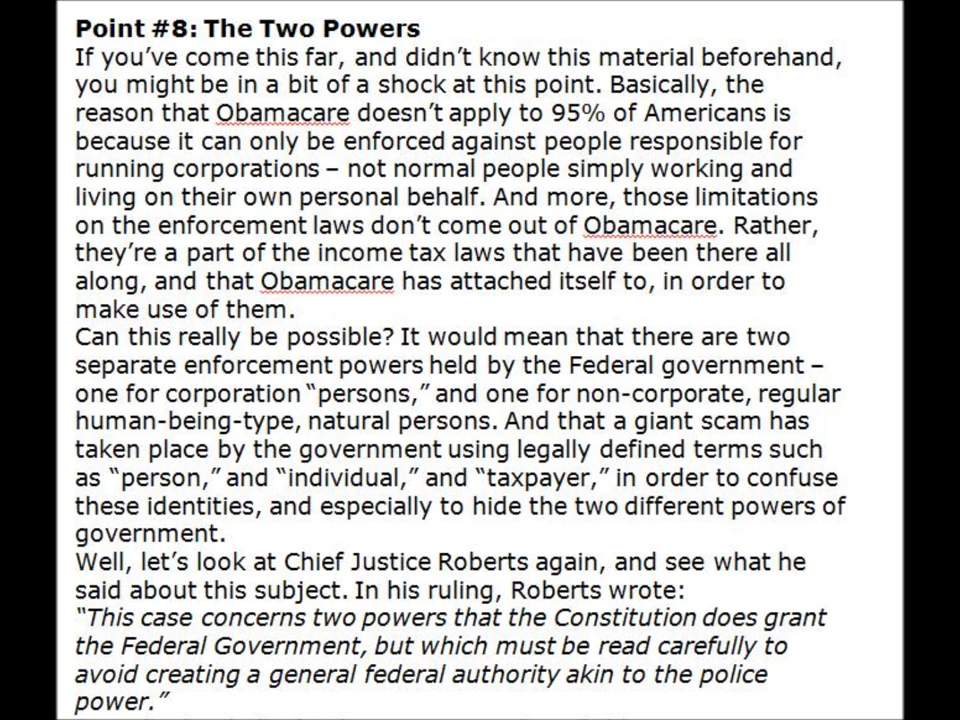 Point #8: The Two Powers
If you’ve come this far, and didn’t know this material beforehand,
you might be in a bit of a shock at this point. Basically, the
reason that Obamacare doesn’t apply to 95% of Americans is
because it can only be enforced against people responsible for
running corporations – not normal people simply working and
living on their own personal behalf. And more, those limitations
on the enforcement laws don’t come out of Obamacare. Rather,
they’re a part of the income tax laws that have been there all
along, and that Obamacare has attached itself to, in order to
make use of them.
Can this really be possible? It would mean that there are two
separate enforcement powers held by the Federal government –
one for corporation “persons,” and one for non-corporate, regular
human-being-type, natural persons. And that a giant scam has
taken place by the government using legally defined terms such
as “person,” and “individual,” and “taxpayer,” in order to confuse
these identities, and especially to hide the two different powers of
government.
Well, let’s look at Chief Justice Roberts again, and see what he
said about this subject. In his ruling, Roberts wrote:
“This case concerns two powers that the Constitution does grant
the Federal Government, but which must be read carefully to
avoid creating a general federal authority akin to the police
power.”